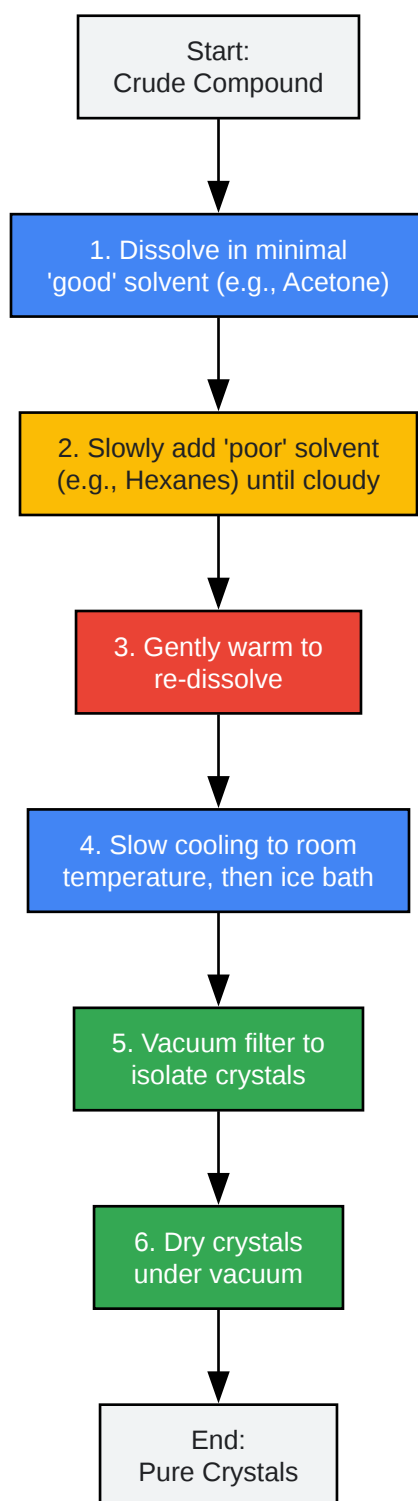 Start:
Crude Compound
1. Dissolve in minimal
'good' solvent (e.g., Acetone)
2. Slowly add 'poor' solvent
(e.g., Hexanes) until cloudy
3. Gently warm to
re-dissolve
4. Slow cooling to room
temperature, then ice bath
5. Vacuum filter to
isolate crystals
6. Dry crystals
under vacuum
End:
Pure Crystals